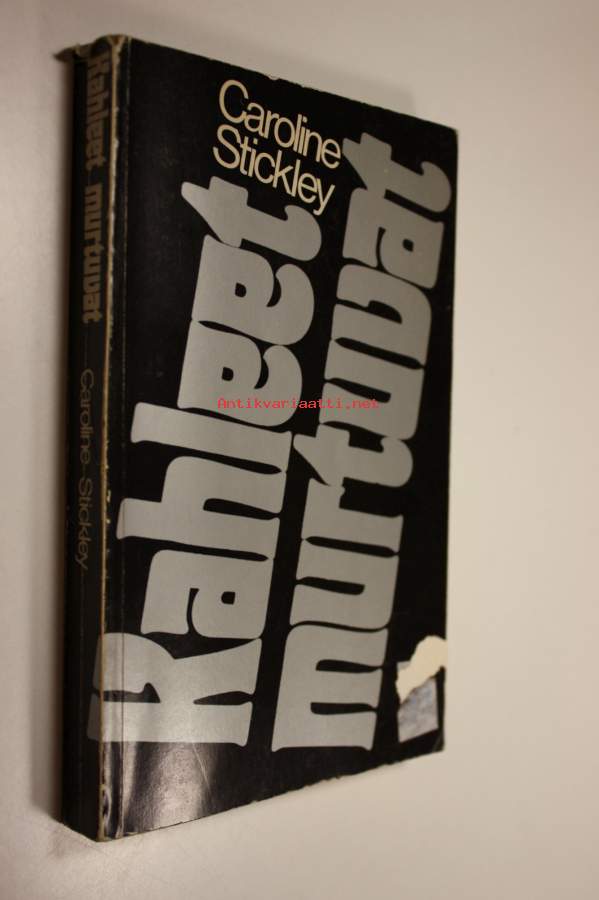 Caroline
Stickley
Kahleet
murtuvat
Kahleet murtuvat Caroline Stickley
Antikvariaatti.net